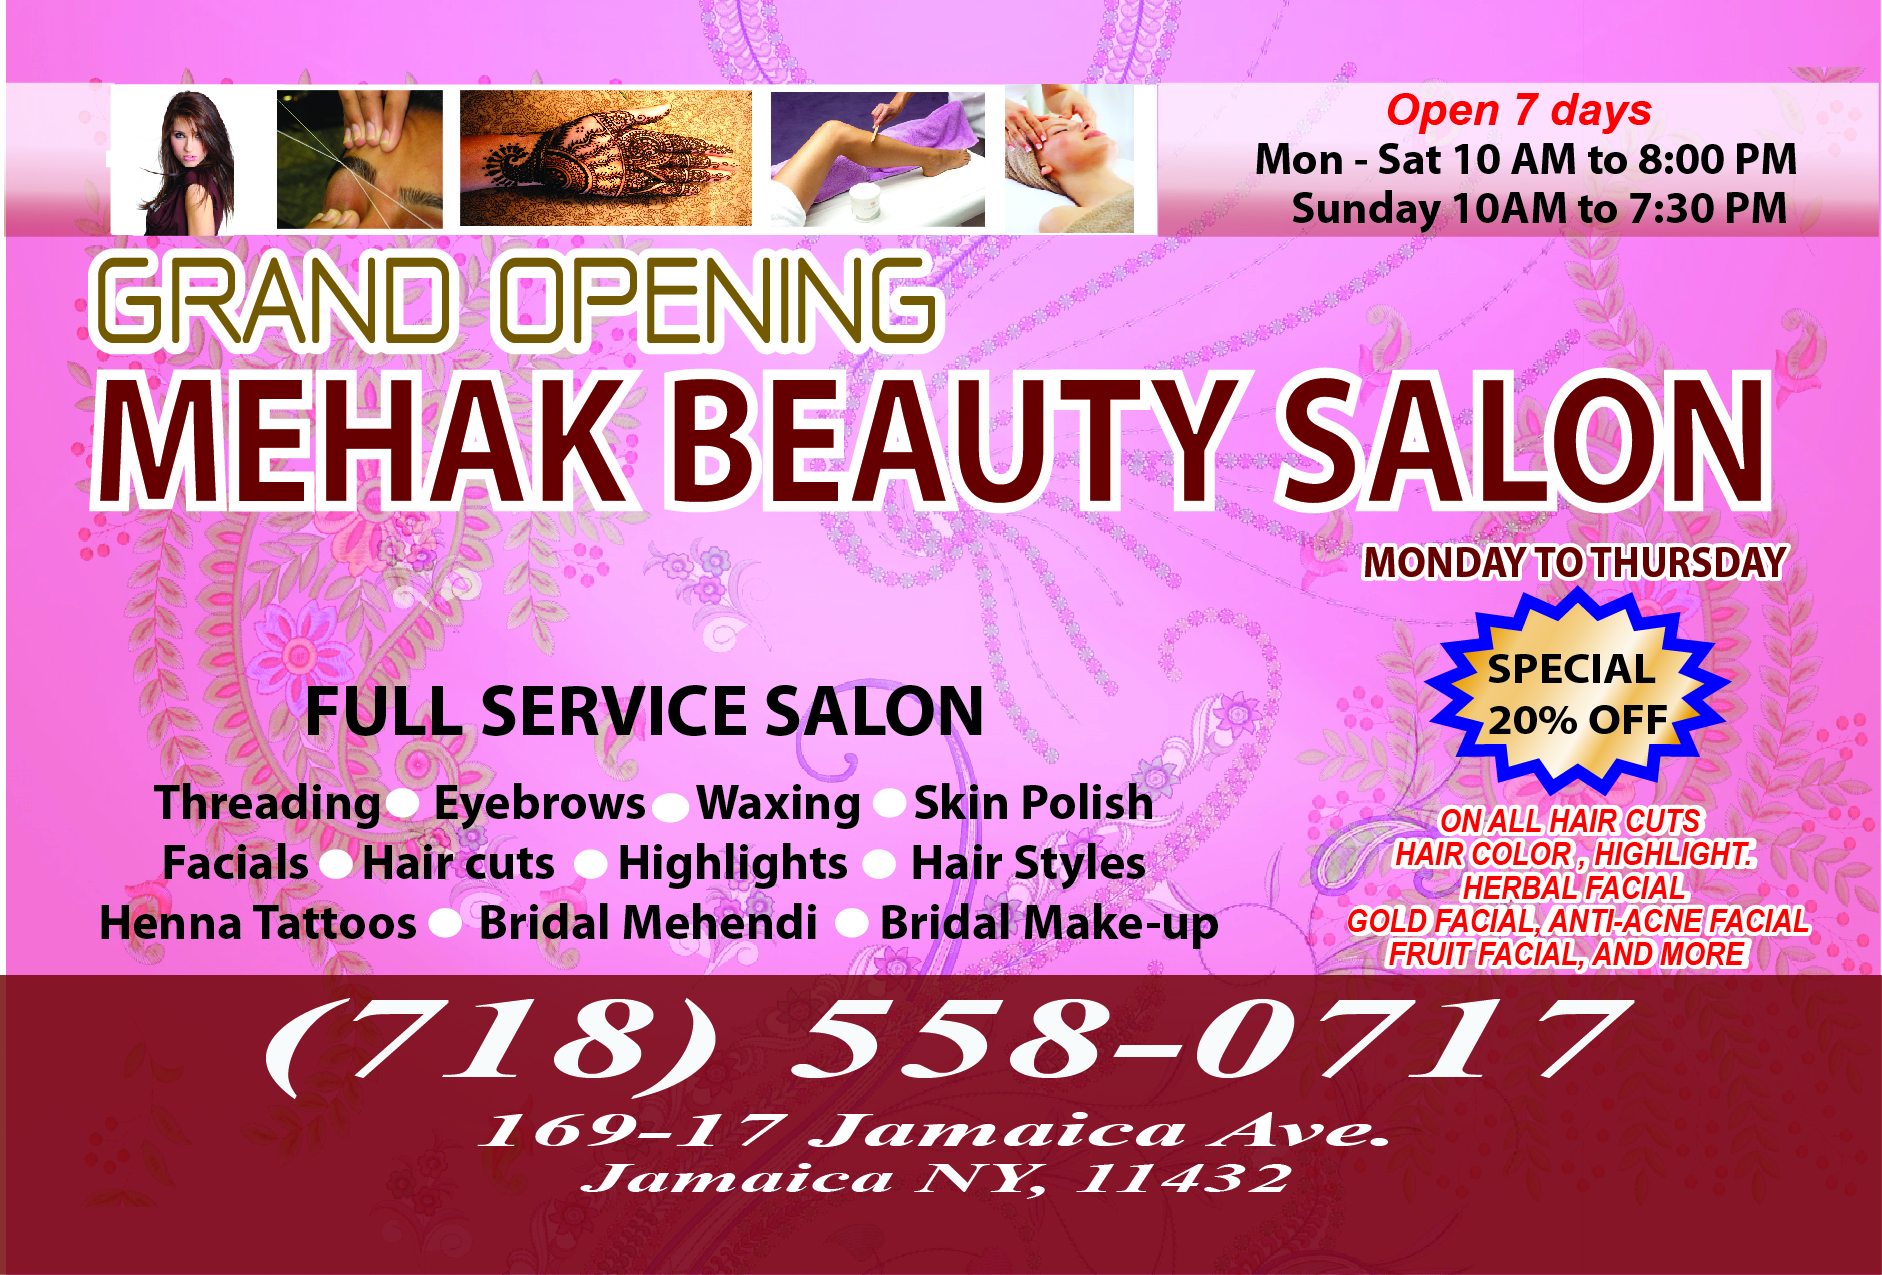 Open 7 days
Mon - Sat 10 AM to 8:00 PM
Sunday 10AM to 7:30 PM
GRAND OPENING
MEHAK BEAUTY SALON
MONDAY TO THURSDAY
SPECIAL
20% OFF
FULL SERVICE SALON
Threading Eyebrows Waxing Skin Polish
Facials Hair cuts Highlights Hair Styles
Henna Tattoos Bridal Mehendi Bridal Make-up
ON ALL HAIR CUTS
HAIR COLOR , HIGHLIGHT.
HERBAL FACIAL
GOLD FACIAL, ANTI-ACNE FACIAL
FRUIT FACIAL, AND MORE
(718) 558-0717
169-17 Jamaica Ave.
Jamaica NY, 11432